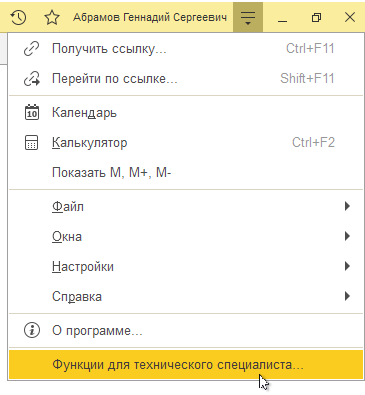 Абрамов Геннадий Сергеевич
Получить ссылку... Ctrl+F11
Перейти по ссылке... Shift+F11
10 Календарь
Калькулятор Ctrl+F2
Показать М, М+, М-
Файл
Окна
Настройки
Справка
О программе...
Функции для технического специалиста...